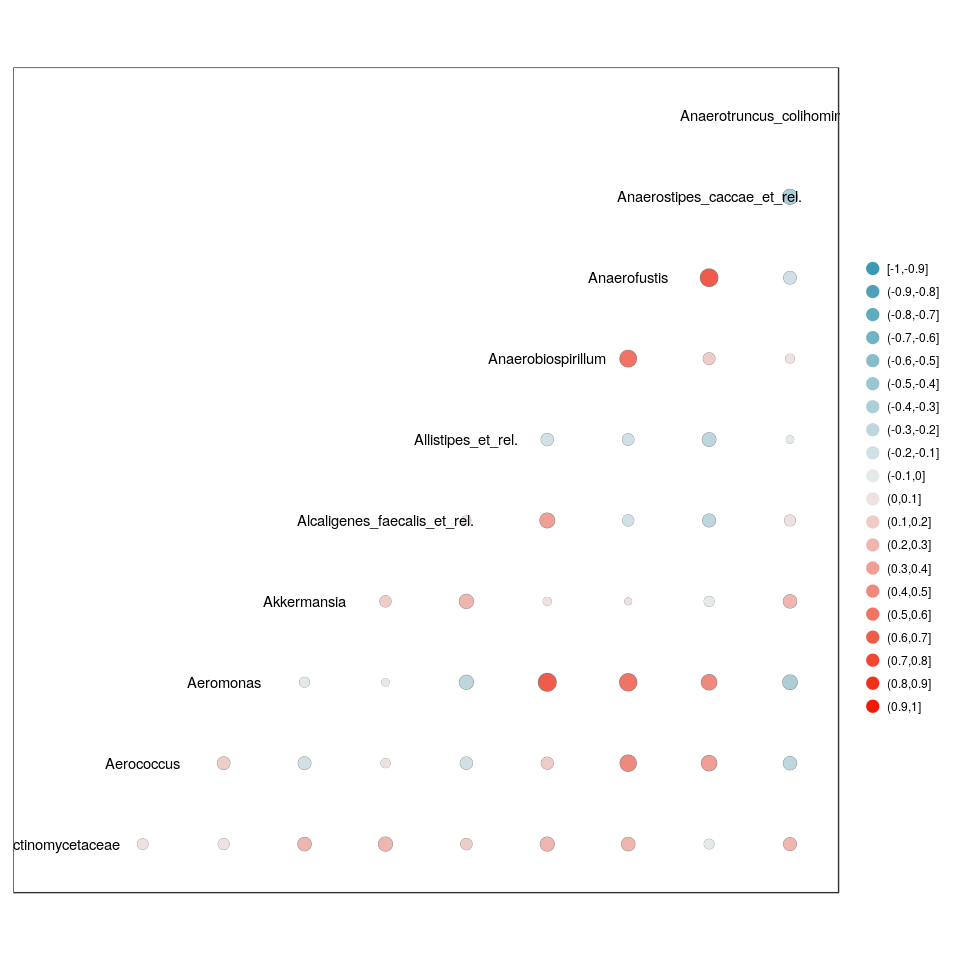 Anaerotruncus_colihomir
Anaerostipes_caccae_et_rel.
Anaerofustis
Anaerobiospirillum
Allistipes_et_rel.
Alcaligenes_faecalis_et_rel.
Akkermansia
Aeromonas
Aerococcus
ctinomycetaceae
[-1,-0.9]
(-0.9,-0.8]
(-0.8,-0.7]
(-0.7,-0.6]
(-0.6,-0.5]
(-0.5,-0.4]
(-0.4,-0.3]
(-0.3,-0.2]
(-0.2,-0.1]
(-0.1,0]
(0,0.1]
(0.1,0.2]
(0.2,0.3]
(0.3,0.4]
(0.4,0.5]
(0.5,0.6]
(0.6,0.7]
(0.7,0.8]
(0.8,0.9]
(0.9,1]